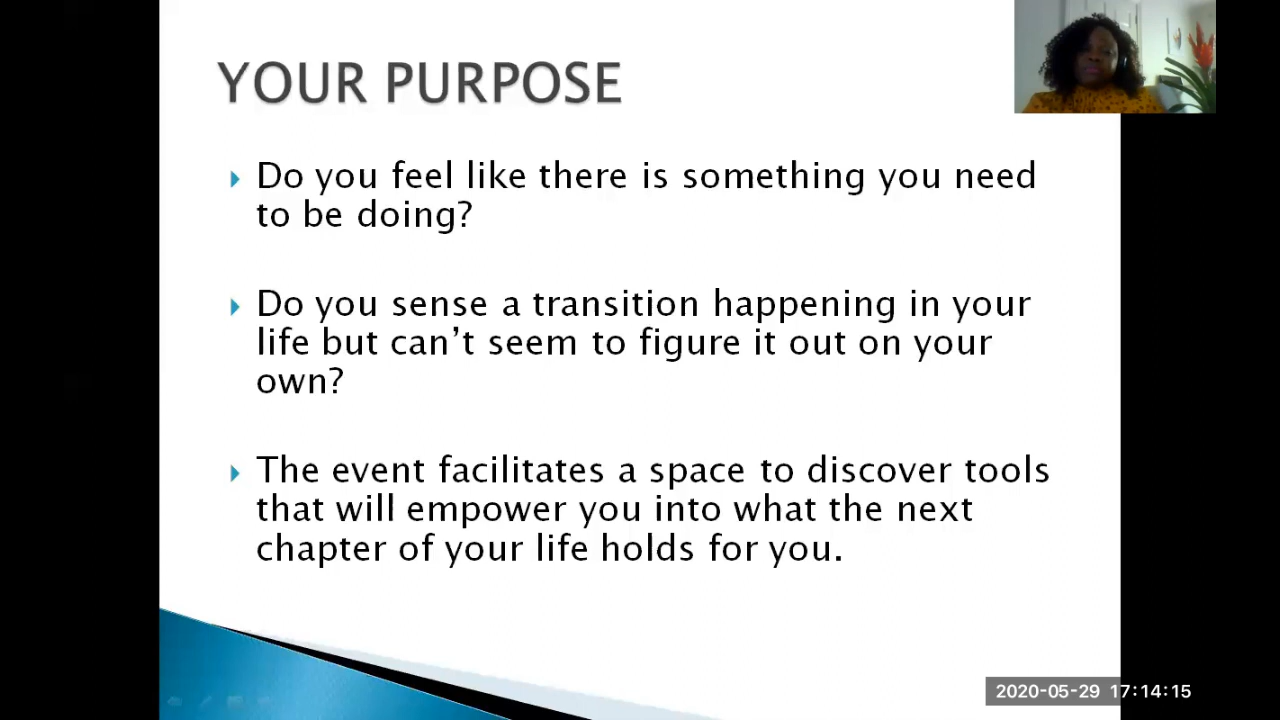 YOUR PURPOSE
Do you feel like there is something you need
to be doing?
Do you sense a transition happening in your
life but can’t seem to figure it out on your
own?
The event facilitates a space to discover tools
that will empower you into what the next
chapter of your life holds for you.
2020-05-29 17:14:15